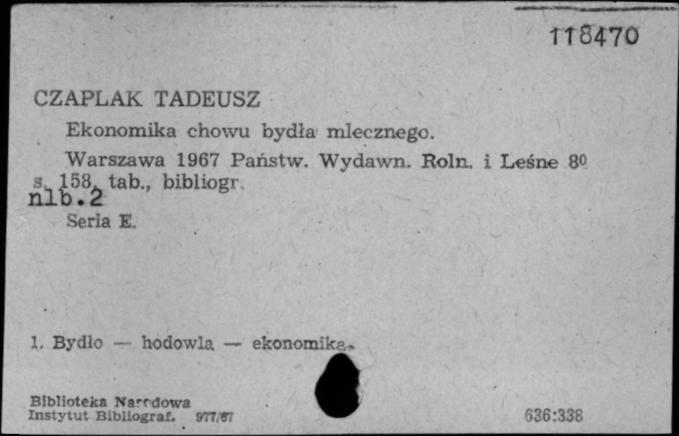 118470
CZAPLAK TADEUSZ
Ekonomika chowu bydła mlecznego.
Warszawa 1967 Państw. Wydawn. Roln. i Leśne 8⁰
s. 158, tab., bibliogr.
nlb.2
Seria E.
1. Bydło — hodowla — ekonomika.
Biblioteka Narodowa
Instytut Bibliograf. 977/67
636:338